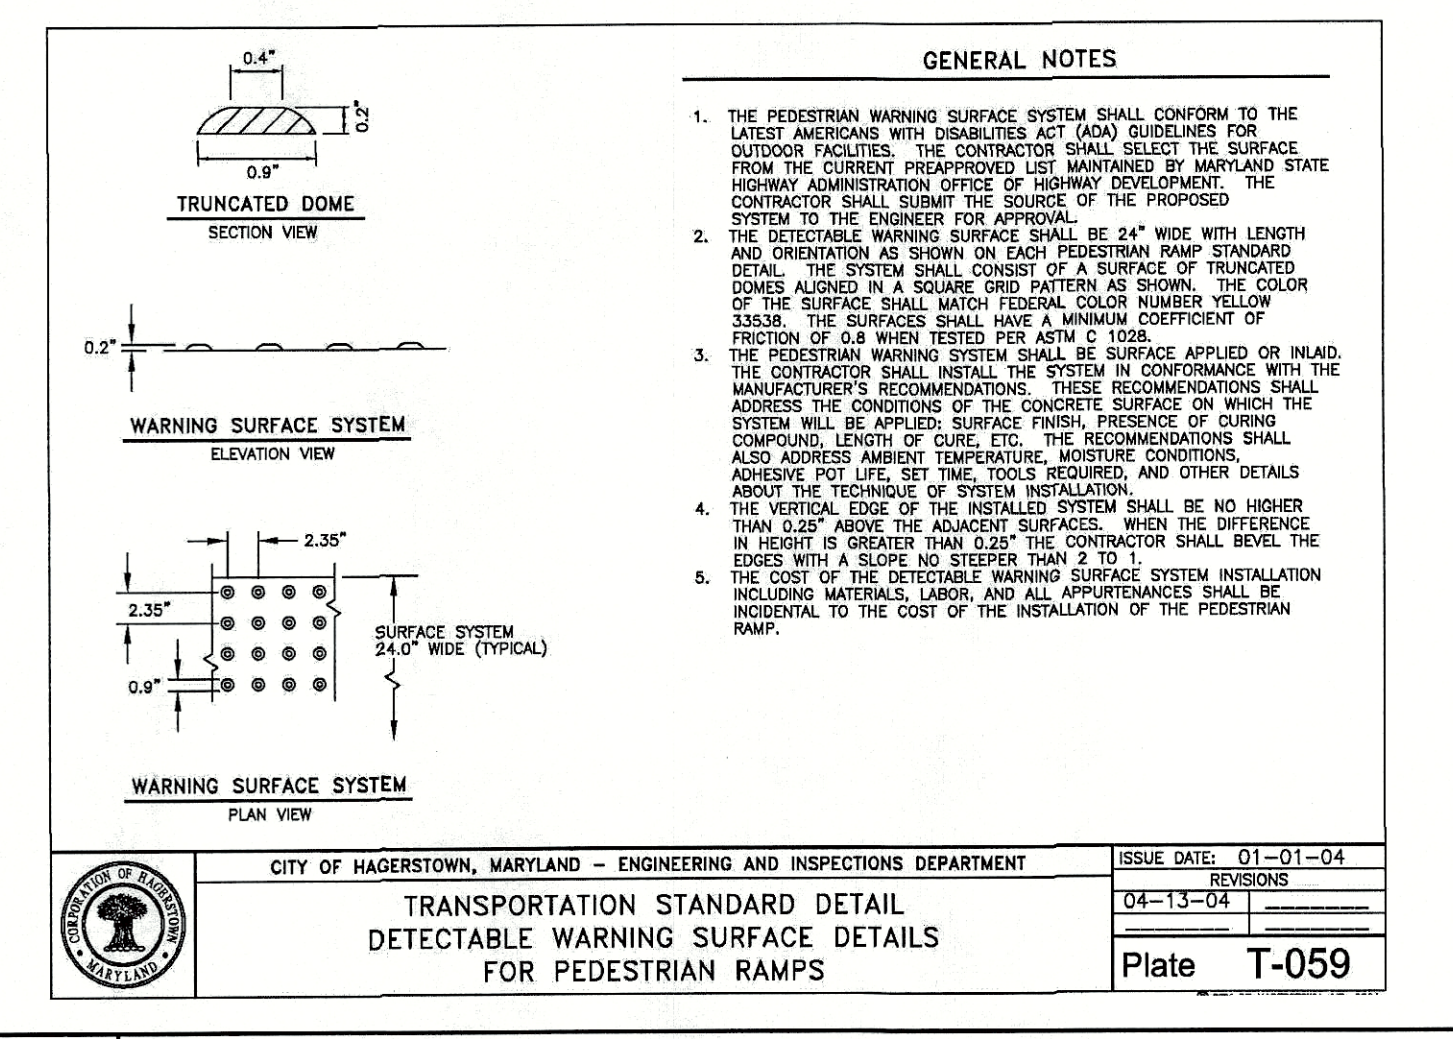 0.4"
0.2"
0.9"
TRUNCATED DOME
SECTION VIEW
0.2"
WARNING SURFACE SYSTEM
ELEVATION VIEW
2.35"
2.35"
SURFACE SYSTEM
24.0" WIDE (TYPICAL)
0.9"
WARNING SURFACE SYSTEM
PLAN VIEW
GENERAL NOTES
1. THE PEDESTRIAN WARNING SURFACE SYSTEM SHALL CONFORM TO THE
LATEST AMERICANS WITH DISABILITIES ACT (ADA) GUIDELINES FOR
OUTDOOR FACILITIES. THE CONTRACTOR SHALL SELECT THE SURFACE
FROM THE CURRENT PREAPPROVED LIST MAINTAINED BY MARYLAND STATE
HIGHWAY ADMINISTRATION OFFICE OF HIGHWAY DEVELOPMENT. THE
CONTRACTOR SHALL SUBMIT THE SOURCE OF THE PROPOSED
SYSTEM TO THE ENGINEER FOR APPROVAL.
2. THE DETECTABLE WARNING SURFACE SHALL BE 24" WIDE WITH LENGTH
AND ORIENTATION AS SHOWN ON EACH PEDESTRIAN RAMP STANDARD
DETAIL. THE SYSTEM SHALL CONSIST OF A SURFACE OF TRUNCATED
DOMES ALIGNED IN A SQUARE GRID PATTERN AS SHOWN. THE COLOR
OF THE SURFACE SHALL MATCH FEDERAL COLOR NUMBER YELLOW
33538. THE SURFACES SHALL HAVE A MINIMUM COEFFICIENT OF
FRICTION OF 0.8 WHEN TESTED PER ASTM C 1028.
3. THE PEDESTRIAN WARNING SYSTEM SHALL BE SURFACE APPLIED OR INLAID.
THE CONTRACTOR SHALL INSTALL THE SYSTEM IN CONFORMANCE WITH THE
MANUFACTURER'S RECOMMENDATIONS. THESE RECOMMENDATIONS SHALL
ADDRESS THE CONDITIONS OF THE CONCRETE SURFACE ON WHICH THE
SYSTEM WILL BE APPLIED: SURFACE FINISH, PRESENCE OF CURING
COMPOUND, LENGTH OF CURE, ETC. THE RECOMMENDATIONS SHALL
ALSO ADDRESS AMBIENT TEMPERATURE, MOISTURE CONDITIONS,
ADHESIVE POT LIFE, SET TIME, TOOLS REQUIRED, AND OTHER DETAILS
ABOUT THE TECHNIQUE OF SYSTEM INSTALLATION.
4. THE VERTICAL EDGE OF THE INSTALLED SYSTEM SHALL BE NO HIGHER
THAN 0.25" ABOVE THE ADJACENT SURFACES. WHEN THE DIFFERENCE
IN HEIGHT IS GREATER THAN 0.25" THE CONTRACTOR SHALL BEVEL THE
EDGES WITH A SLOPE NO STEEPER THAN 2 TO 1.
5. THE COST OF THE DETECTABLE WARNING SURFACE SYSTEM INSTALLATION
INCLUDING MATERIALS, LABOR, AND ALL APPURTENANCES SHALL BE
INCIDENTAL TO THE COST OF THE INSTALLATION OF THE PEDESTRIAN
RAMP.
CORPORATION OF HAGERSTOWN
MARYLAND
CITY OF HAGERSTOWN, MARYLAND – ENGINEERING AND INSPECTIONS DEPARTMENT
TRANSPORTATION STANDARD DETAIL
DETECTABLE WARNING SURFACE DETAILS
FOR PEDESTRIAN RAMPS
ISSUE DATE: 01-01-04
REVISIONS
04-13-04
Plate T-059